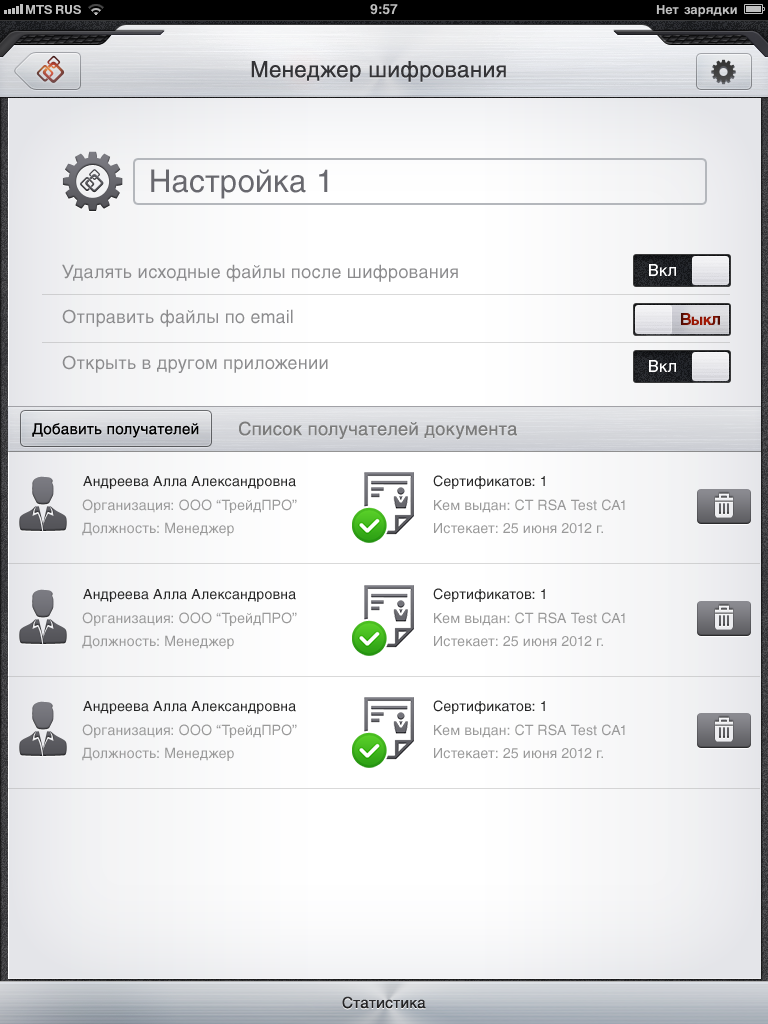 MTS RUS 9:57 Нет зарядки
Менеджер шифрования
Настройка 1
Удалять исходные файлы после шифрования Вкл
Отправить файлы по email Выкл
Открыть в другом приложении Вкл
Добавить получателей Список получателей документа
Андреева Алла Александровна Сертификатов: 1
Организация: ООО “ТрейдПРО” Кем выдан: CT RSA Test CA1
Должность: Менеджер Истекает: 25 июня 2012 г.
Андреева Алла Александровна Сертификатов: 1
Организация: ООО “ТрейдПРО” Кем выдан: CT RSA Test CA1
Должность: Менеджер Истекает: 25 июня 2012 г.
Андреева Алла Александровна Сертификатов: 1
Организация: ООО “ТрейдПРО” Кем выдан: CT RSA Test CA1
Должность: Менеджер Истекает: 25 июня 2012 г.
Статистика